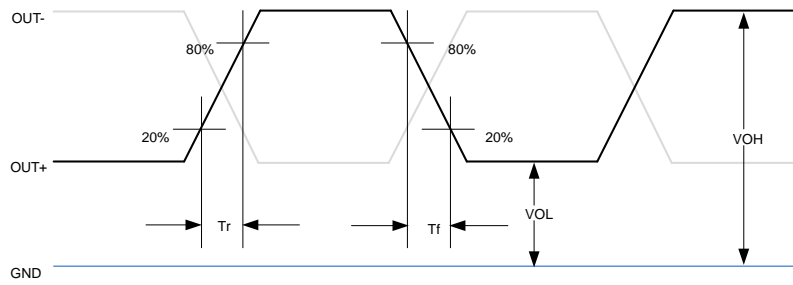 OUT-
80%
80%
20%
20%
OUT+
VOH
VOL
Tr
Tf
GND